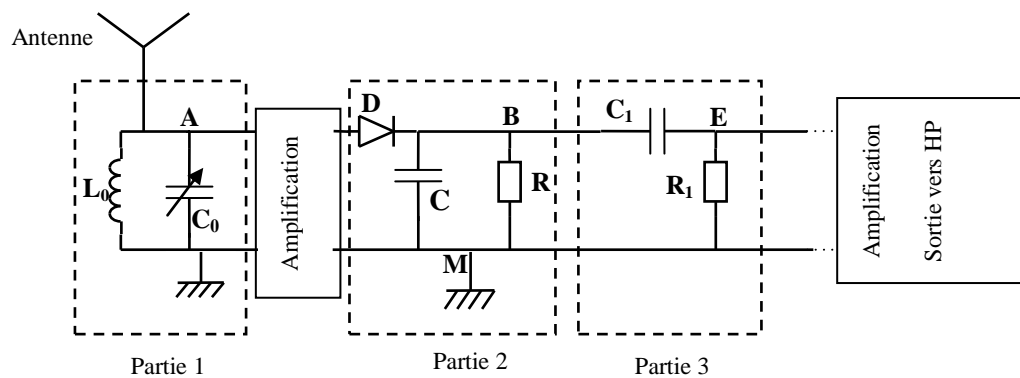 Antenne
A
L0
C0
Amplification
D
B
C
R
M
C1
E
R1
Amplification
Sortie vers HP
Partie 1
Partie 2
Partie 3